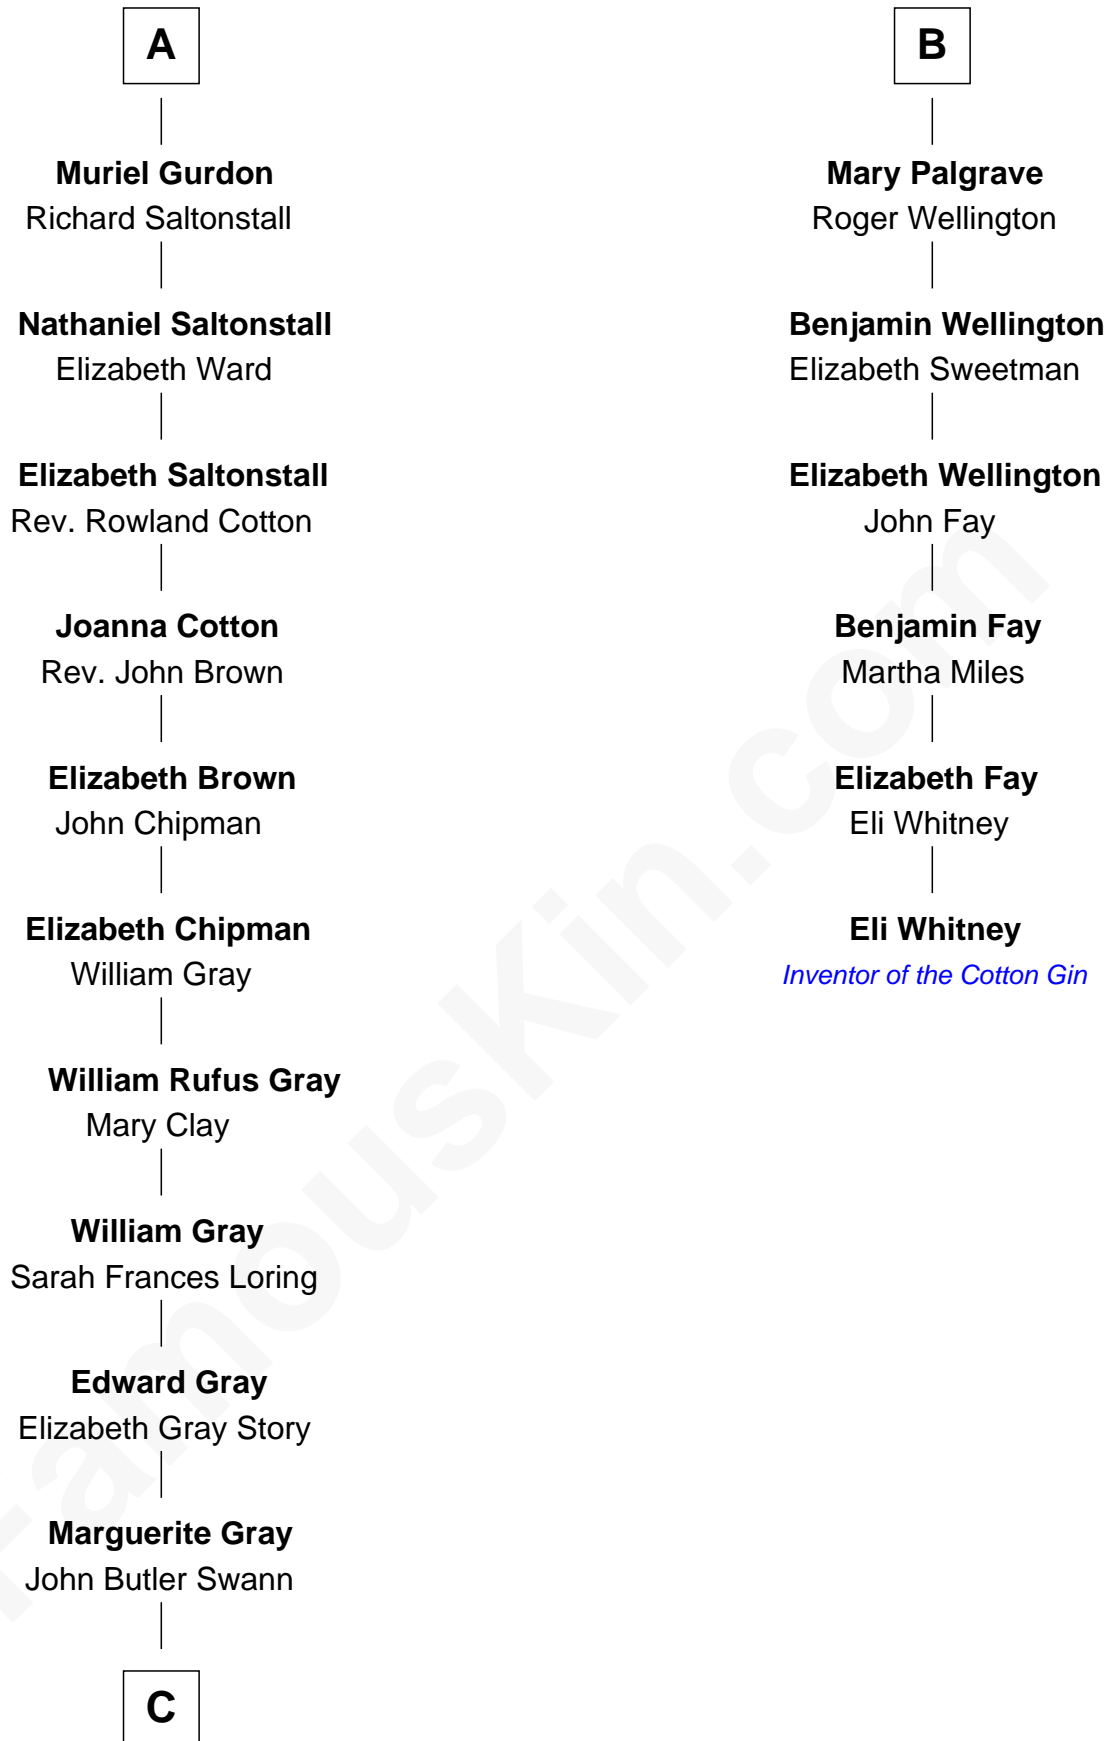 A
Muriel Gurdon
Richard Saltonstall
Nathaniel Saltonstall
Elizabeth Ward
Elizabeth Saltonstall
Rev. Rowland Cotton
Joanna Cotton
Rev. John Brown
Elizabeth Brown
John Chipman
Elizabeth Chipman
William Gray
William Rufus Gray
Mary Clay
William Gray
Sarah Frances Loring
Edward Gray
Elizabeth Gray Story
Marguerite Gray
John Butler Swann
C
B
Mary Palgrave
Roger Wellington
Benjamin Wellington
Elizabeth Sweetman
Elizabeth Wellington
John Fay
Benjamin Fay
Martha Miles
Elizabeth Fay
Eli Whitney
Eli Whitney
Inventor of the Cotton Gin
FamousKin.com